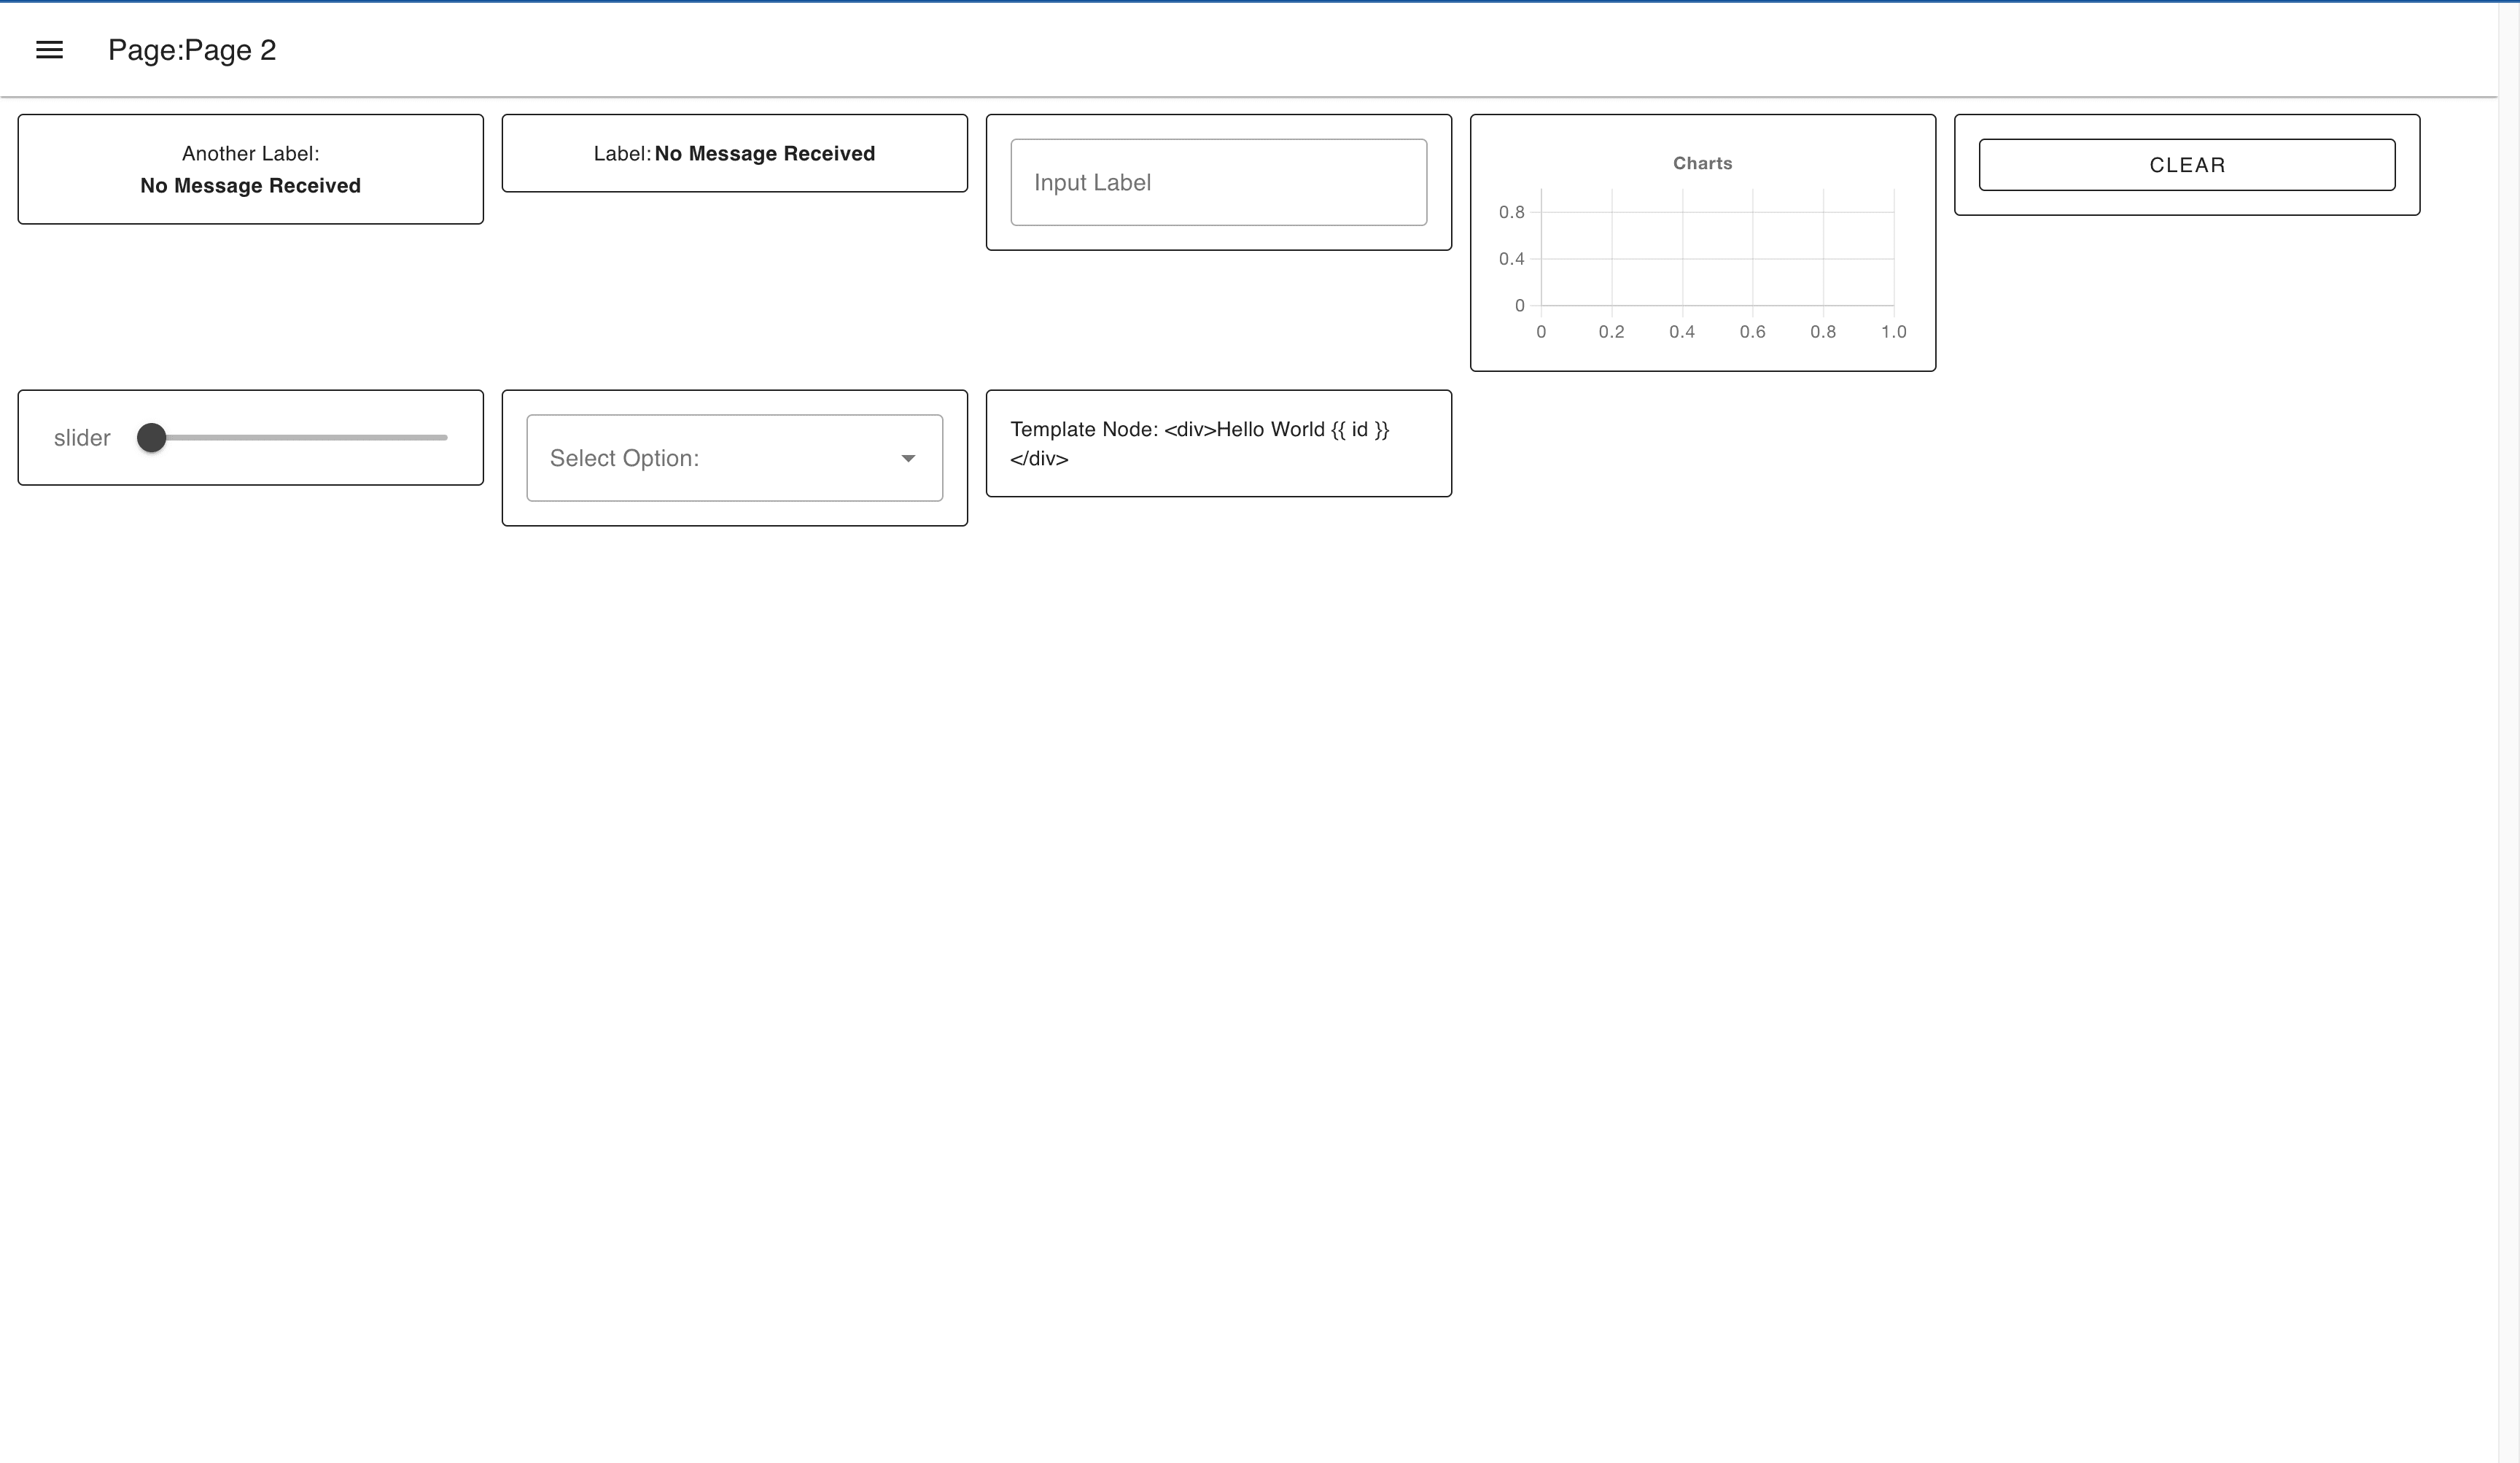 Page:Page 2
Another Label:
No Message Received
Label: No Message Received
Input Label
Charts
0.8
0.4
0
0 0.2 0.4 0.6 0.8 1.0
CLEAR
slider
Select Option:
Template Node: <div>Hello World {{ id }}
</div>